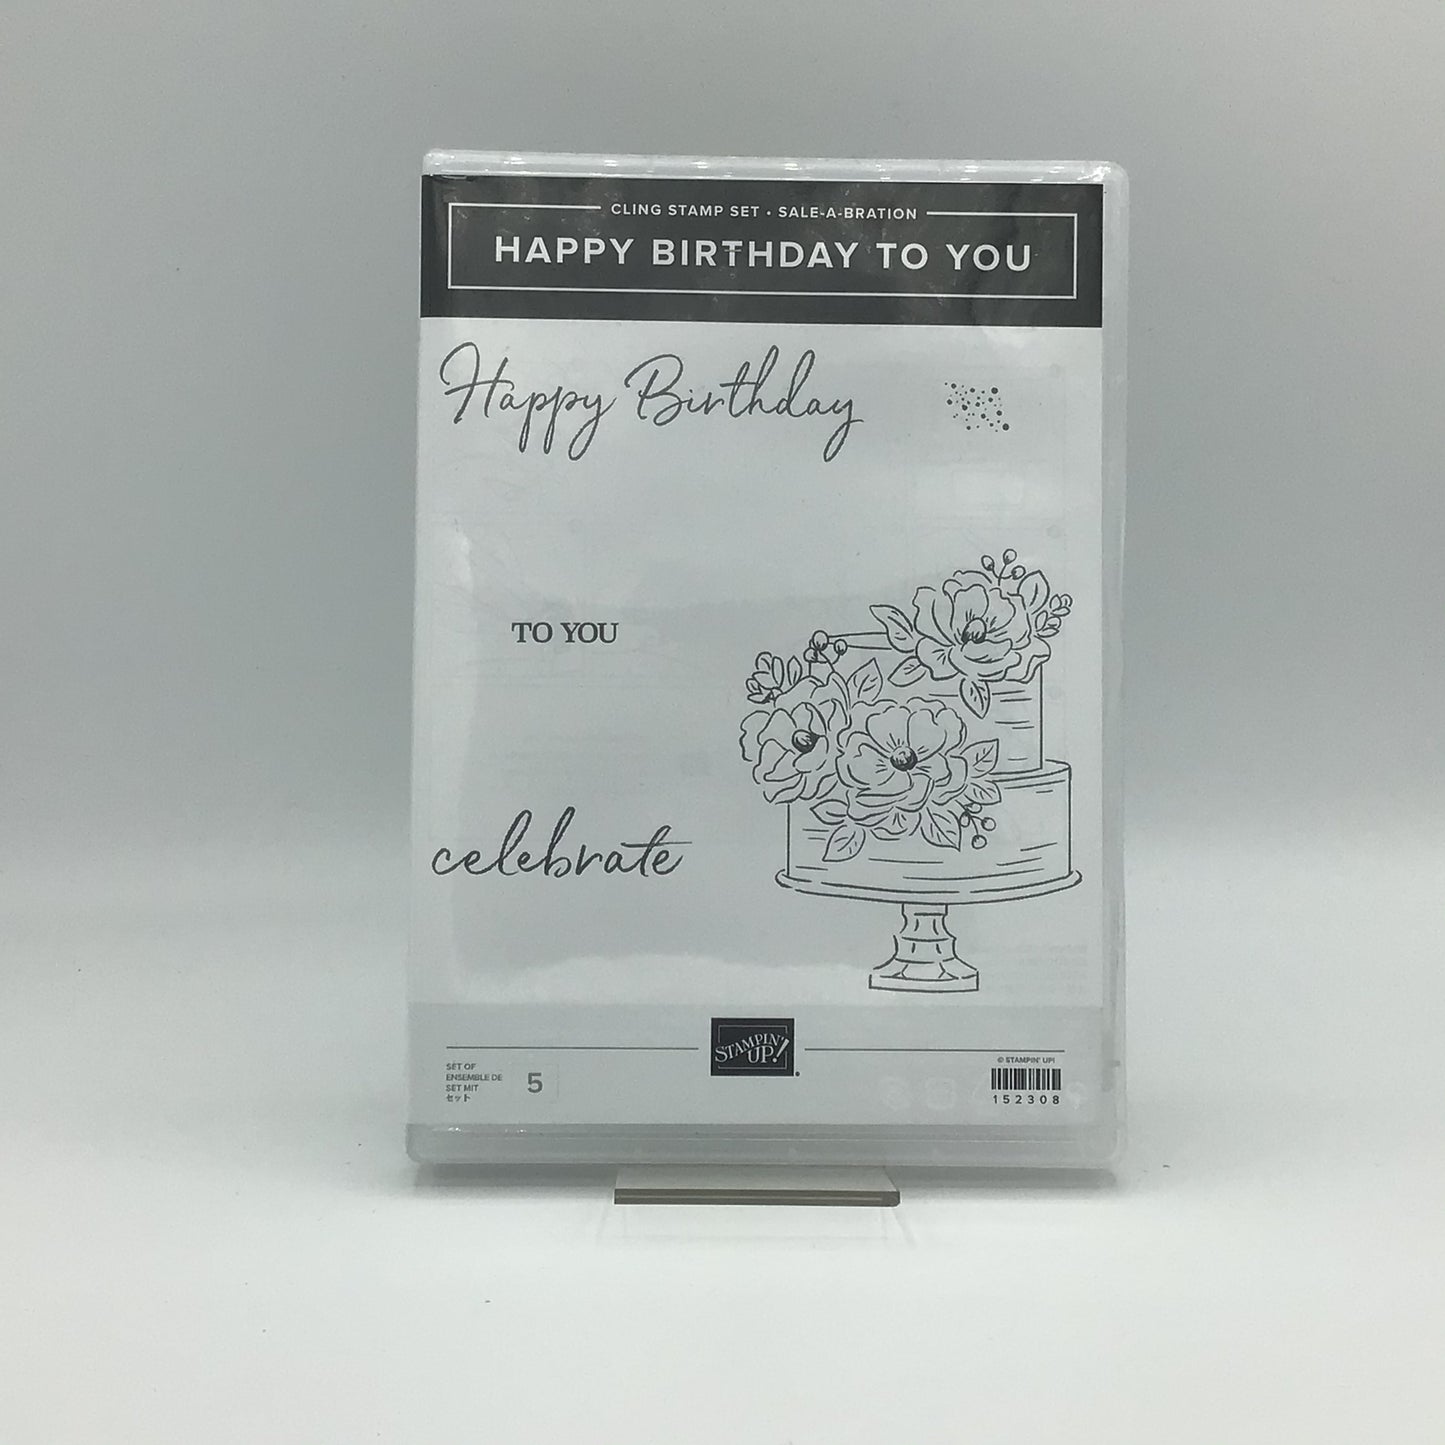 CLING STAMP SET • SALE-A-BRATION
HAPPY BIRTHDAY TO YOU
Happy Birthday
TO YOU
celebrate
STAMPIN'
UP!
SET OF
ENSEMBLE DE
SET MIT
セット
5
© STAMPIN' UP!
152308